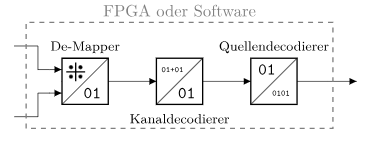 FPGA oder Software
De-Mapper
Quellendecodierer
01
01+01
01
01
0101
Kanaldecodierer